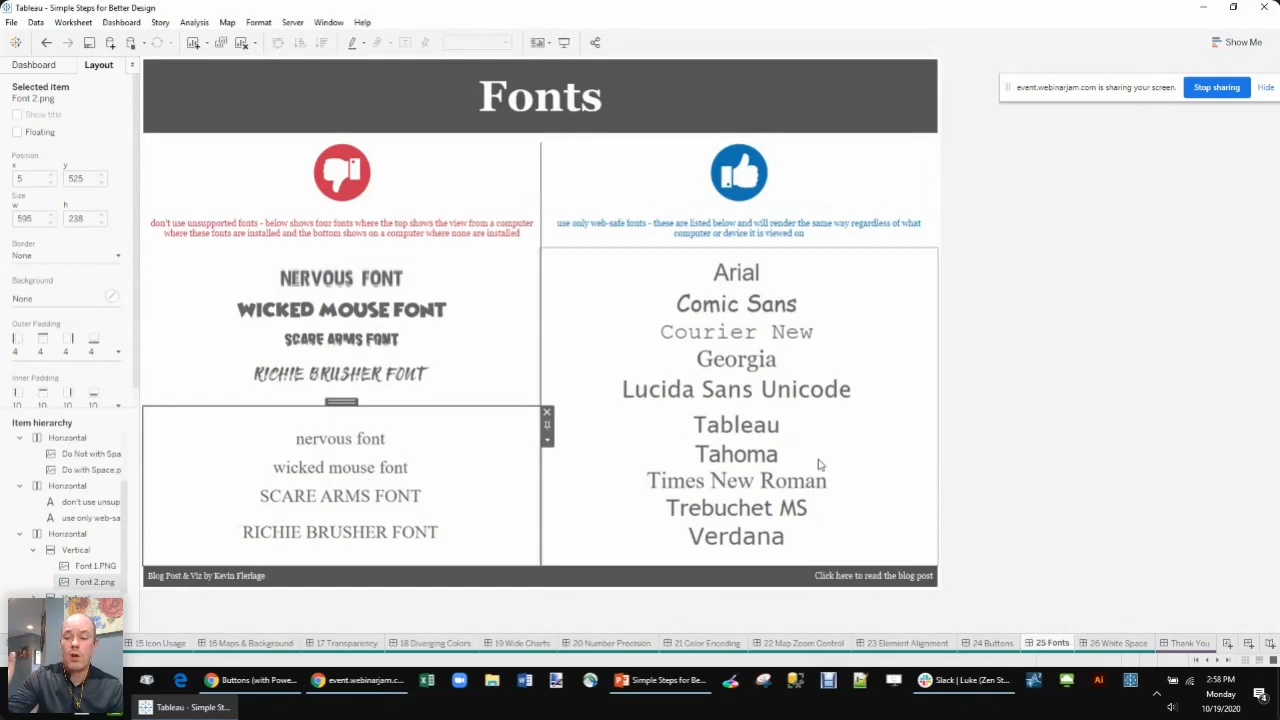 Tableau - Simple Steps for Better Design
File Data Worksheet Dashboard Story Analysis Map Format Server Window Help
Show Me
Dashboard Layout
Selected item
Font 2.png
Show title
Floating
Position
x y
5 525
Size
w h
595 238
Border
None
Background
None
Outer Padding
4 4 4 4
Inner Padding
10 10 10 10
Item hierarchy
Horizontal
Do Not with Sp
Do with Space.p
Horizontal
don't use unsup
use only web-sa
Horizontal
Vertical
Font 1.PNG
Font 2.png
Fonts
don't use unsupported fonts - below shows four fonts where the top shows the view from a computer
where these fonts are installed and the bottom shows on a computer where none are installed
NERVOUS FONT
WICKED MOUSE FONT
SCARE ARMS FONT
RICHIE BRUSHER FONT
nervous font
wicked mouse font
SCARE ARMS FONT
RICHIE BRUSHER FONT
use only web-safe fonts - these are listed below and will render the same way regardless of what
computer or device it is viewed on
Arial
Comic Sans
Courier New
Georgia
Lucida Sans Unicode
Tableau
Tahoma
Times New Roman
Trebuchet MS
Verdana
Blog Post & Viz by Kevin Flerlage
Click here to read the blog post
event.webinarjam.com is sharing your screen.
Stop sharing
Hide
15 Icon Usage 16 Maps & Background 17 Transparency 18 Diverging Colors 19 Wide Charts 20 Number Precision 21 Color Encoding 22 Map Zoom Control 23 Element Alignment 24 Buttons 25 Fonts 26 White Space Thank You
Buttons (with Powe... event.webinarjam.co... Simple Steps for Be... Slack | Luke (Zen St...
Ai
2:58 PM
Monday
10/19/2020
4
Tableau - Simple St...